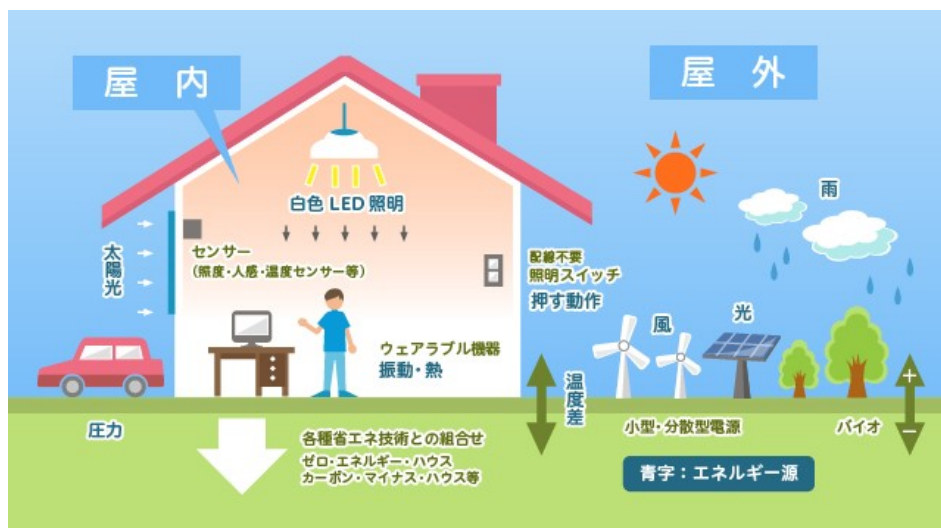 屋 内
屋 外
白色LED照明
雨
太陽光
センサー
(照度・人感・温度センサー等)
配線不要
照明スイッチ
押す動作
風
光
ウェアラブル機器
振動・熱
温度差
+
−
圧力
小型・分散型電源
バイオ
各種省エネ技術との組合せ
ゼロ・エネルギー・ハウス
カーボン・マイナス・ハウス等
青字:エネルギー源